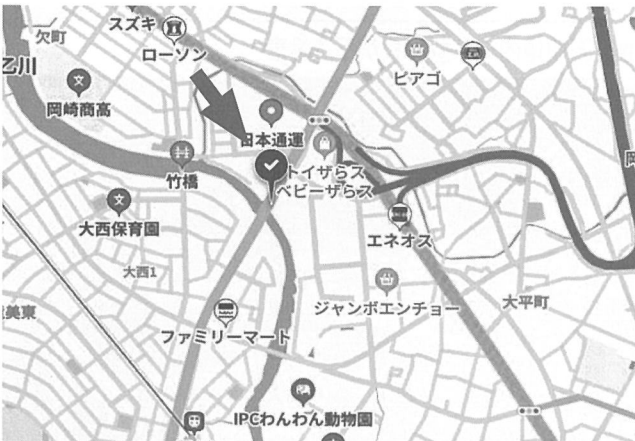 スズキ
欠町
ローソン
乙川
ピアゴ
岡崎商高
日本通運
トイザらス
ベビーザらス
竹橋
大西保育園
エネオス
大西1
ジャンボエンチョー
大平町
美東
ファミリーマート
IPCわんわん動物園